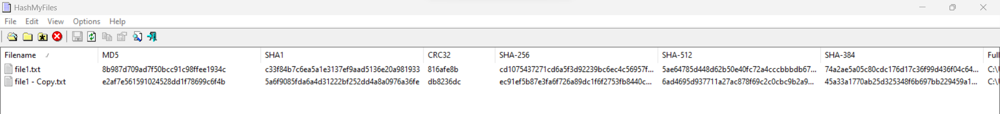 HashMyFiles
File Edit View Options Help
Filename MD5 SHA1 CRC32 SHA-256 SHA-512 SHA-384 Full
file1.txt 8b987d709ad7f50bcc91c98ffee1934c c33f84b7c6ea5a1e3137ef9aad5136e20a981933 816afe8b cd1075437271cd6a5f3d92239bc6ec4c56957f... 5ae64785d448d62b50e40fc72a4cccbbbdb67... 74a2ae5a05c80cdc176d17c36f99d436f04c64... C:\
file1 - Copy.txt e2af7e561591024528dd1f78699c6f4b 5a6f9085fda6a4d31222bf252dd4a8a0976a36fe db8236dc ec91ef5b87e3fa6f726a89dc1f6f2753fb8440c... 6ad4695d937711a27ac878f69c2c0cbc9b2a9... 45a33a1770ab25d325348f6b697bb229459a1... C:\